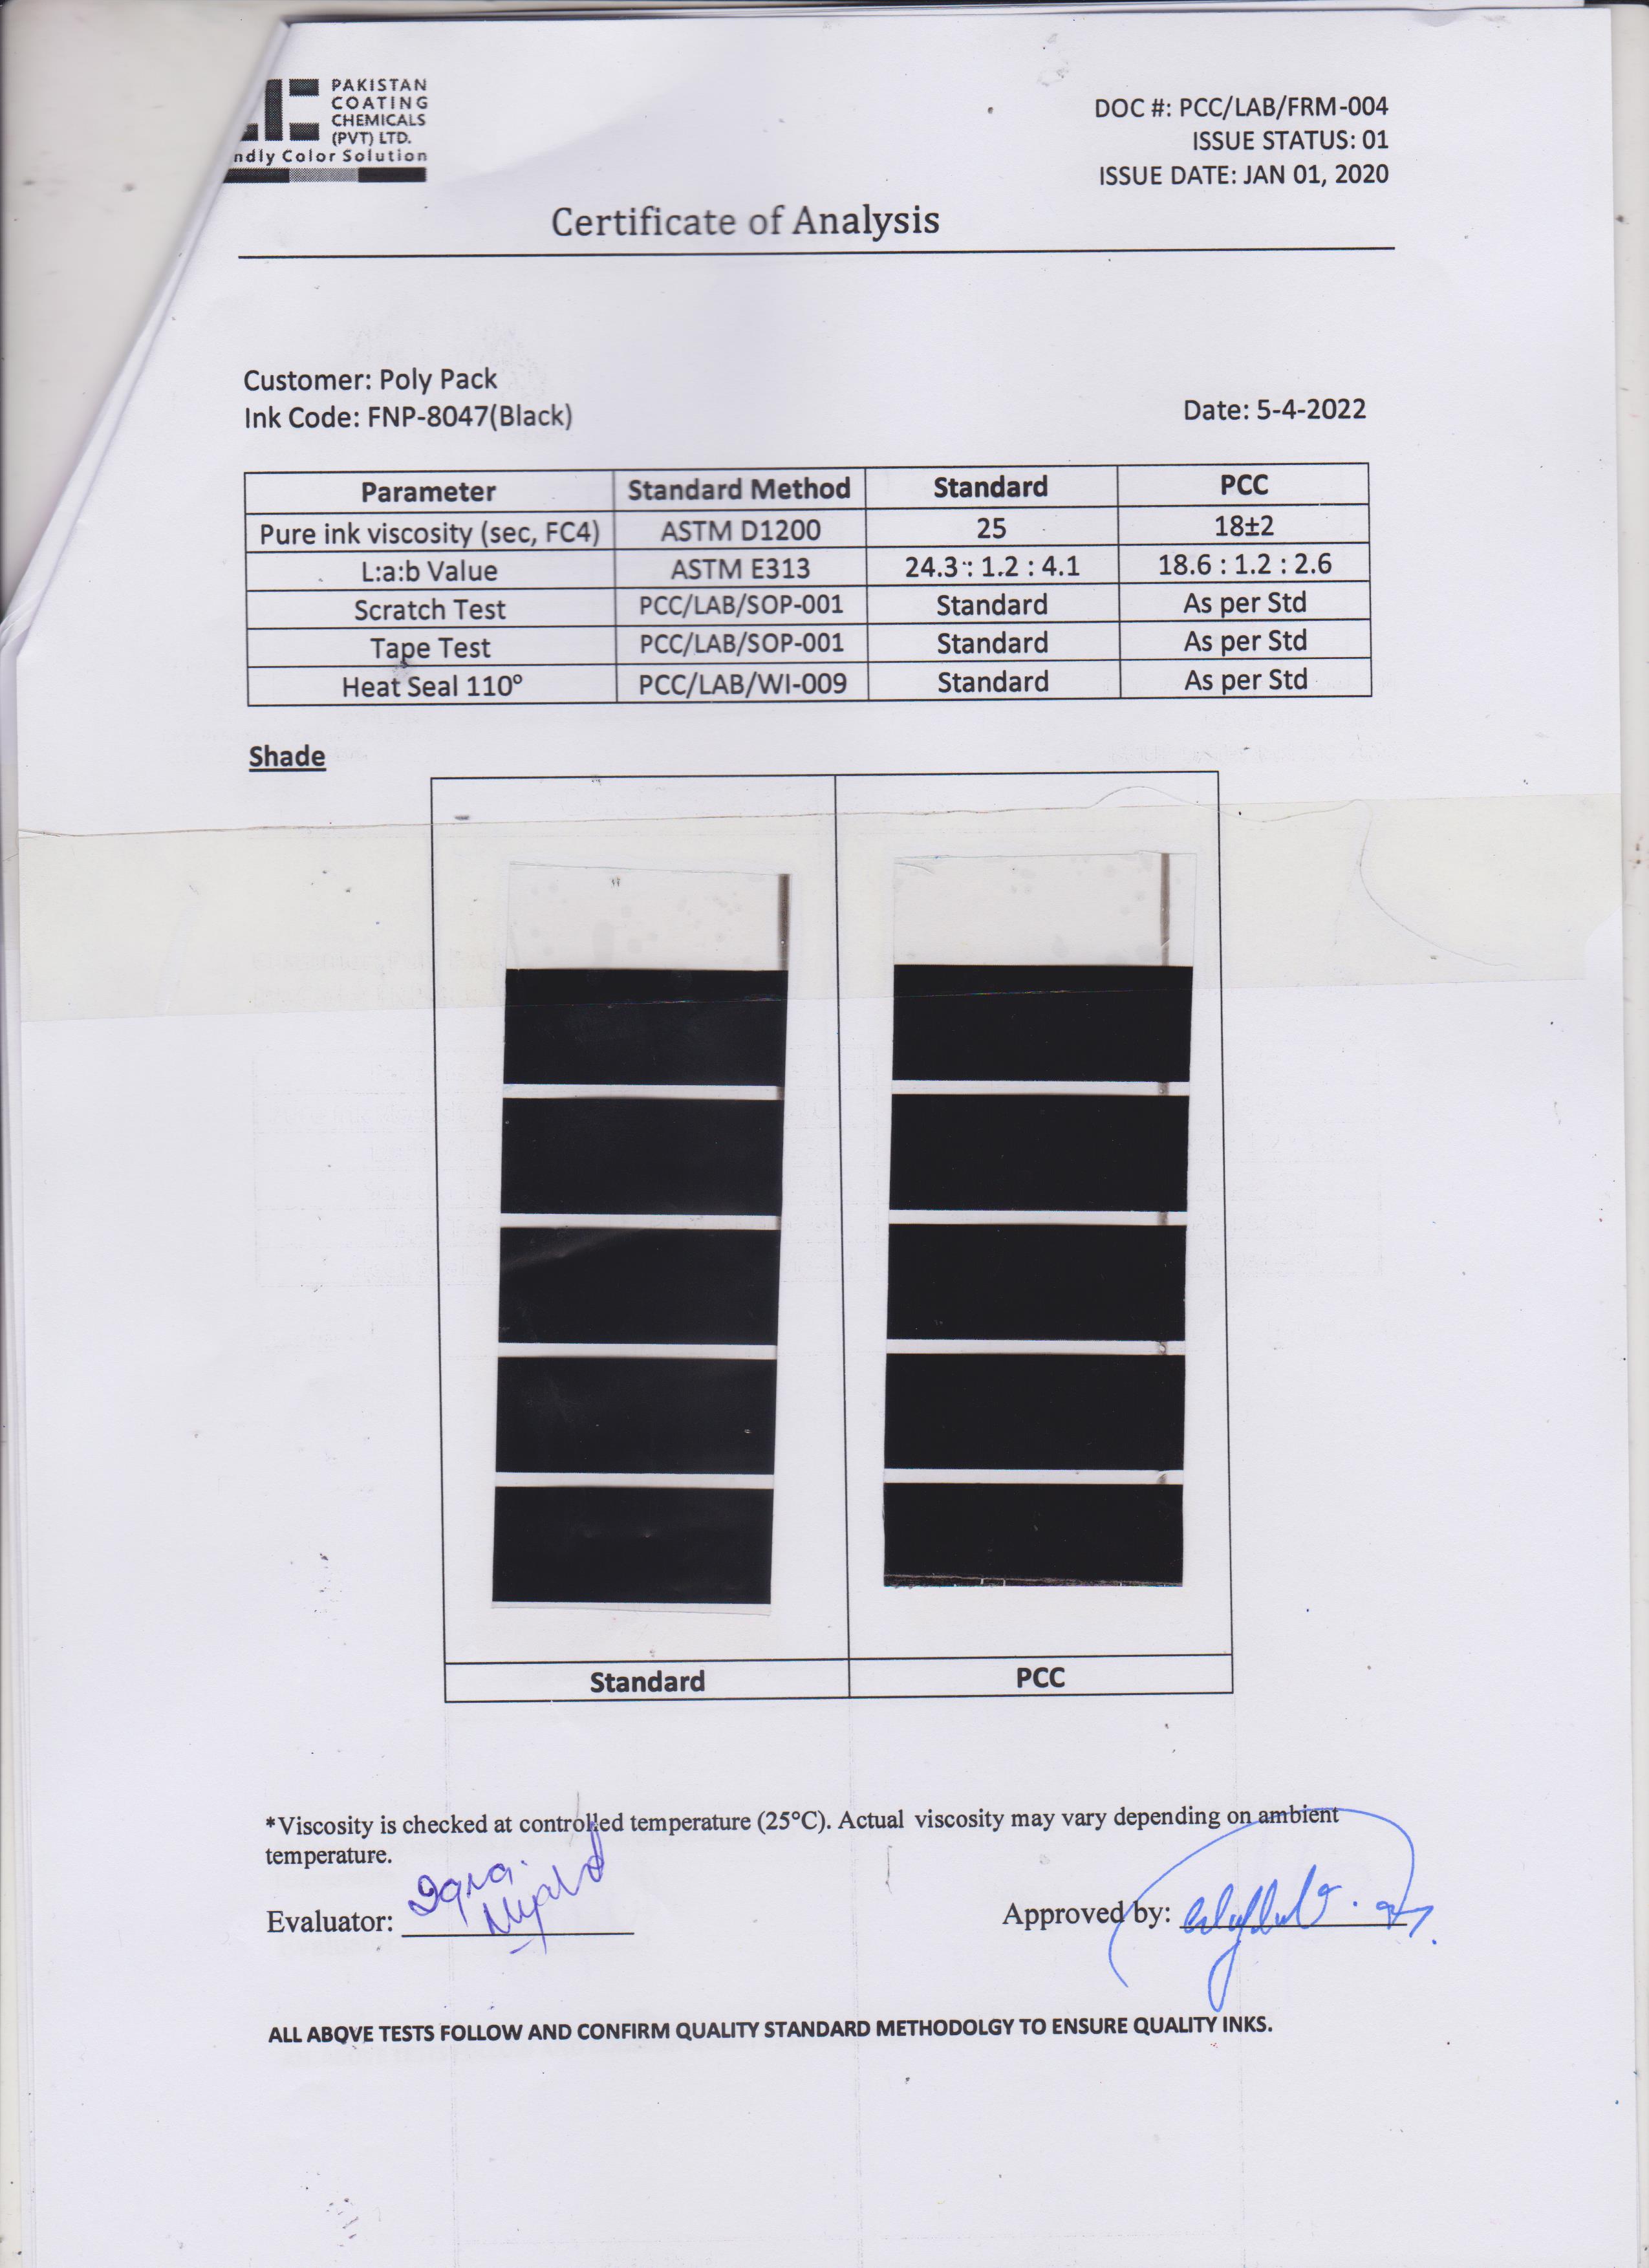 PAKISTAN
COATING
CHEMICALS
(PVT) LTD.
ndly Color Solution
DOC #: PCC/LAB/FRM-004
ISSUE STATUS: 01
ISSUE DATE: JAN 01, 2020
Certificate of Analysis
Customer: Poly Pack
Ink Code: FNP-8047(Black)
Date: 5-4-2022
Parameter Standard Method Standard PCC
Pure ink viscosity (sec, FC4) ASTM D1200 25 18±2
L:a:b Value ASTM E313 24.3 : 1.2 : 4.1 18.6 : 1.2 : 2.6
Scratch Test PCC/LAB/SOP-001 Standard As per Std
Tape Test PCC/LAB/SOP-001 Standard As per Std
Heat Seal 110° PCC/LAB/WI-009 Standard As per Std
Shade
Standard PCC
*Viscosity is checked at controlled temperature (25°C). Actual viscosity may vary depending on ambient
temperature.
Evaluator: Iqra
Approved by:
ALL ABOVE TESTS FOLLOW AND CONFIRM QUALITY STANDARD METHODOLGY TO ENSURE QUALITY INKS.